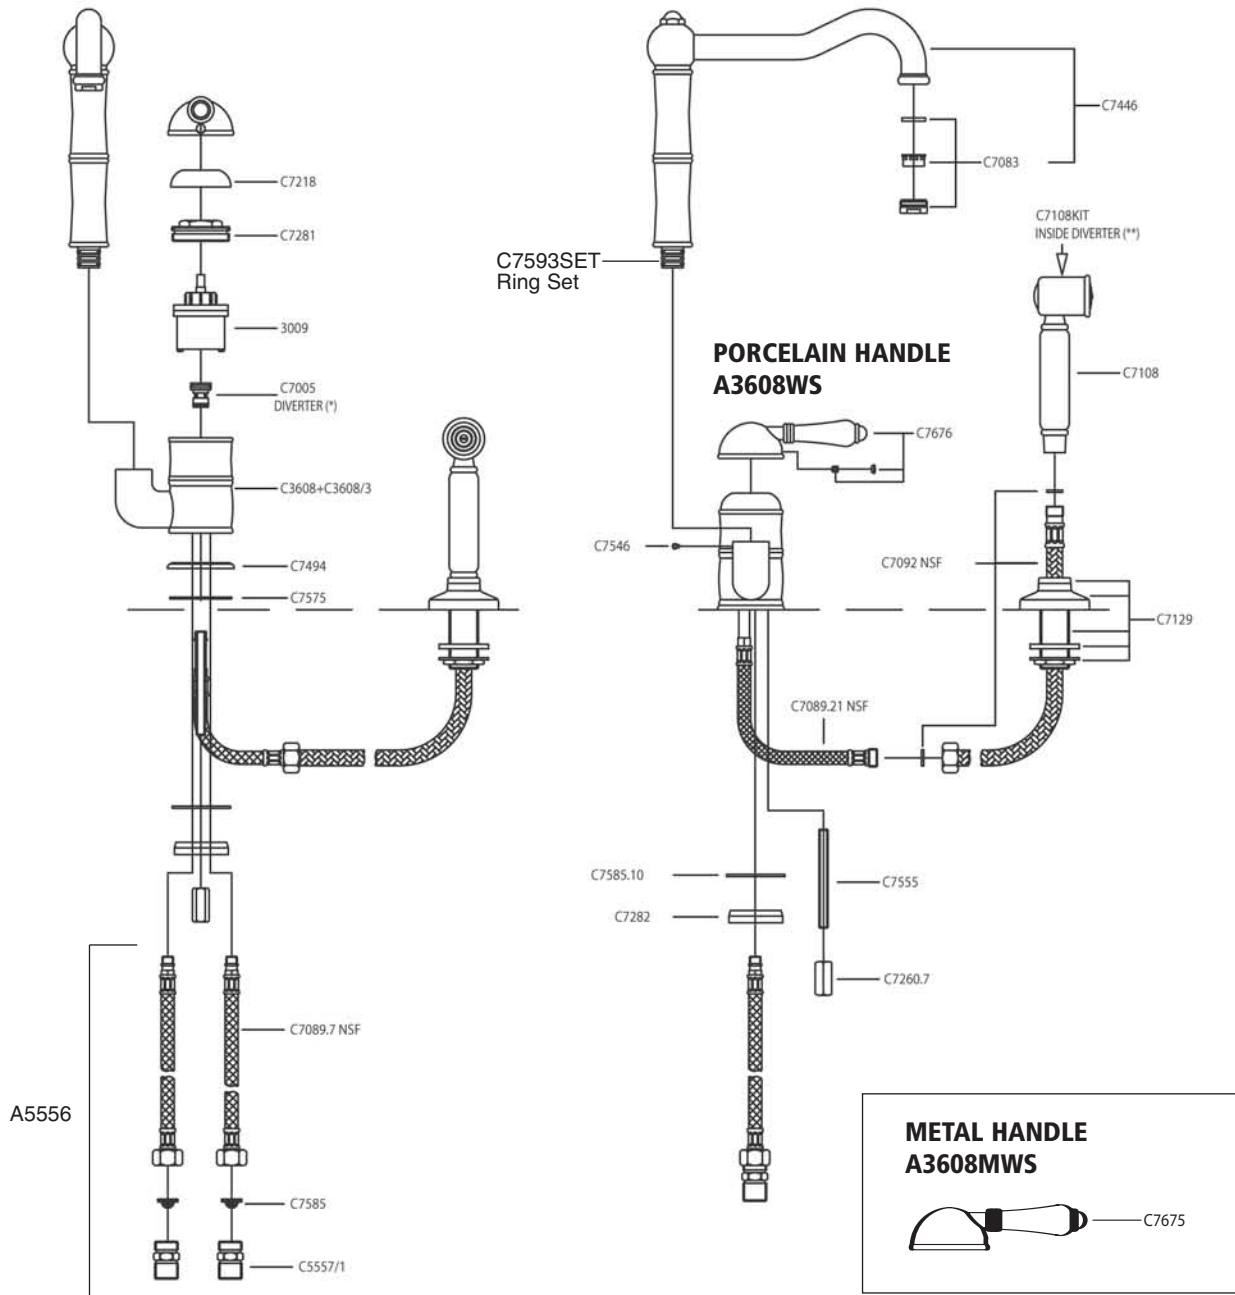 C7446
C7083
C7218
C7281
C7108KIT
INSIDE DIVERTER (**)
C7593SET
Ring Set
3009
PORCELAIN HANDLE
A3608WS
C7108
C7005
DIVERTER (*)
C7676
C3608+C3608/3
C7546
C7092 NSF
C7494
C7575
C7129
C7089.21 NSF
C7585.10
C7555
C7282
C7260.7
C7089.7 NSF
A5556
METAL HANDLE
A3608MWS
C7585
C7675
C5557/1